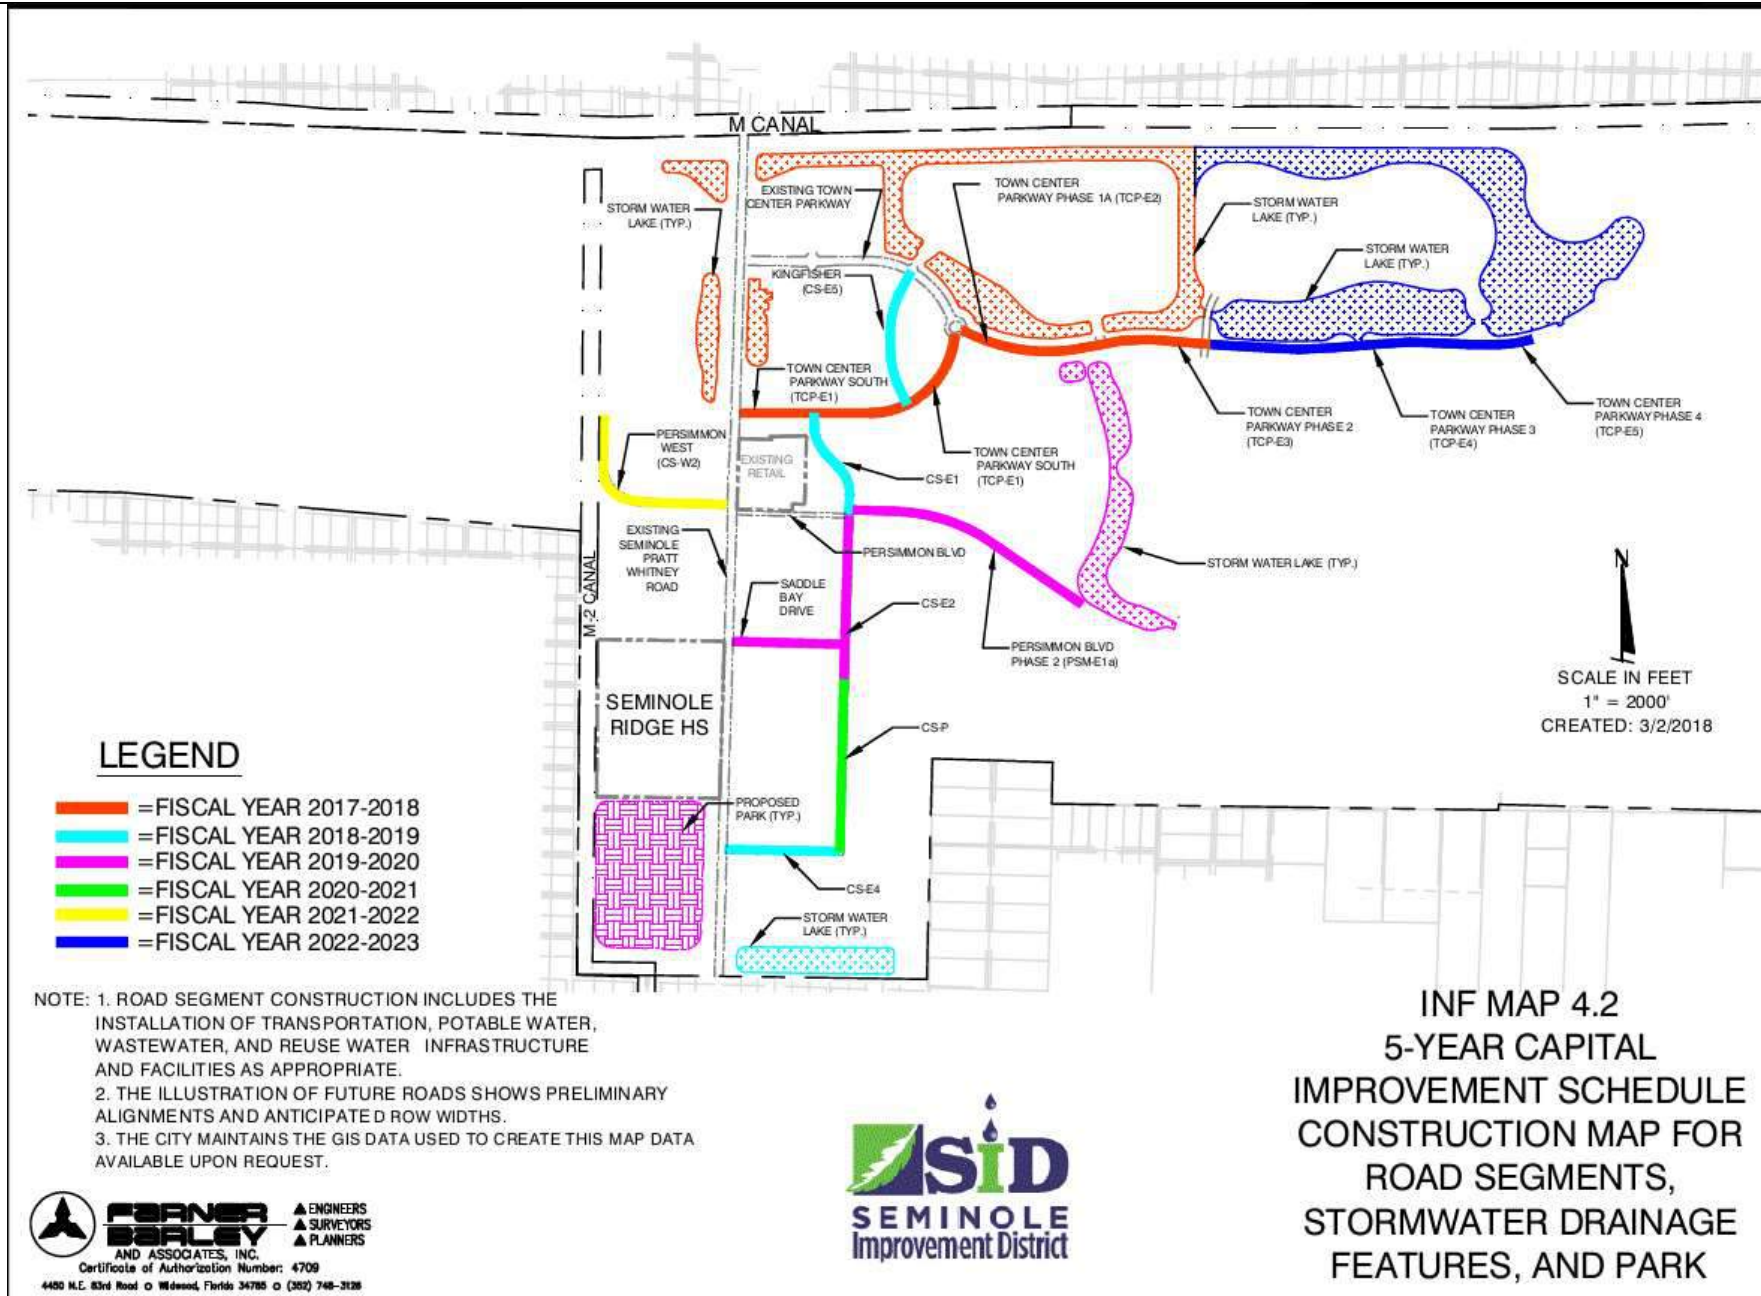 M CANAL
STORM WATER
LAKE (TYP.)
EXISTING TOWN
CENTER PARKWAY
TOWN CENTER
PARKWAY PHASE 1A (TCP-E2)
STORM WATER
LAKE (TYP.)
STORM WATER
LAKE (TYP.)
KINGFISHER
(CS-E5)
TOWN CENTER
PARKWAY SOUTH
(TCP-E1)
PERSIMMON
WEST
(CS-W2)
EXISTING
RETAIL
TOWN CENTER
PARKWAY SOUTH
(TCP-E1)
CS-E1
TOWN CENTER
PARKWAY PHASE 2
(TCP-E3)
TOWN CENTER
PARKWAY PHASE 3
(TCP-E4)
TOWN CENTER
PARKWAY PHASE 4
(TCP-E5)
EXISTING
SEMINOLE
PRATT
WHITNEY
ROAD
PERSIMMON BLVD
STORM WATER LAKE (TYP.)
M-2 CANAL
SADDLE
BAY
DRIVE
CS-E2
PERSIMMON BLVD
PHASE 2 (PSM-E1a)
N
SCALE IN FEET
1" = 2000'
CREATED: 3/2/2018
SEMINOLE
RIDGE HS
CS-P
PROPOSED
PARK (TYP.)
CS-E4
STORM WATER
LAKE (TYP.)
LEGEND
=FISCAL YEAR 2017-2018
=FISCAL YEAR 2018-2019
=FISCAL YEAR 2019-2020
=FISCAL YEAR 2020-2021
=FISCAL YEAR 2021-2022
=FISCAL YEAR 2022-2023
NOTE: 1. ROAD SEGMENT CONSTRUCTION INCLUDES THE
INSTALLATION OF TRANSPORTATION, POTABLE WATER,
WASTEWATER, AND REUSE WATER INFRASTRUCTURE
AND FACILITIES AS APPROPRIATE.
2. THE ILLUSTRATION OF FUTURE ROADS SHOWS PRELIMINARY
ALIGNMENTS AND ANTICIPATED ROW WIDTHS.
3. THE CITY MAINTAINS THE GIS DATA USED TO CREATE THIS MAP DATA
AVAILABLE UPON REQUEST.
FARNER
BARLEY
AND ASSOCIATES, INC.
ENGINEERS
SURVEYORS
PLANNERS
Certificate of Authorization Number: 4709
4450 N.E. 83rd Road o Wildwood, Florida 34785 o (352) 748-3126
SiD
SEMINOLE
Improvement District
INF MAP 4.2
5-YEAR CAPITAL
IMPROVEMENT SCHEDULE
CONSTRUCTION MAP FOR
ROAD SEGMENTS,
STORMWATER DRAINAGE
FEATURES, AND PARK